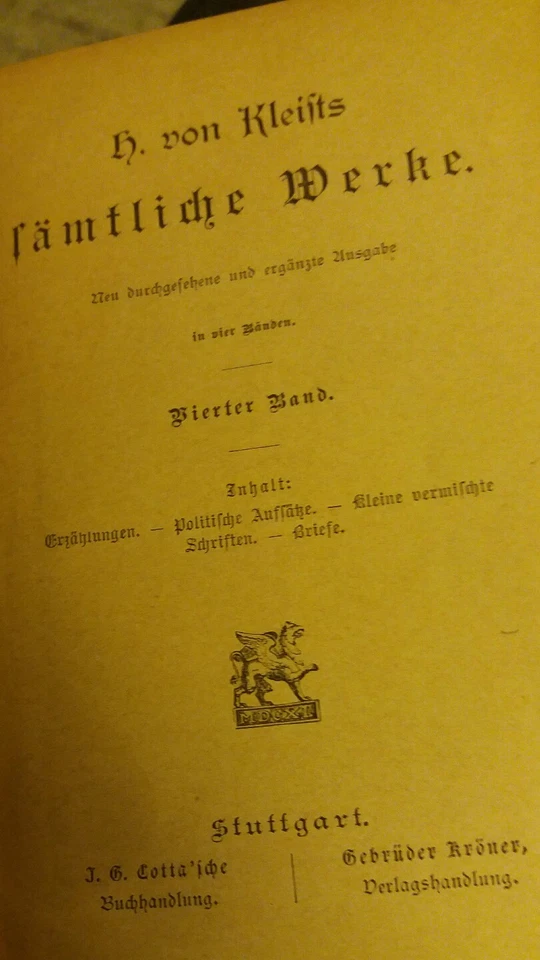 H. von Kleiſts
ſämtliche Werke.
Neu durchgeſehene und ergänzte Ausgabe
in vier Bänden.
Vierter Band.
Inhalt:
Erzählungen. — Politiſche Aufſätze. — Kleine vermiſchte
Schriften. — Briefe.
MDCXL
Stuttgart.
J. G. Cotta'ſche
Buchhandlung.
Gebrüder Kröner,
Verlagshandlung.